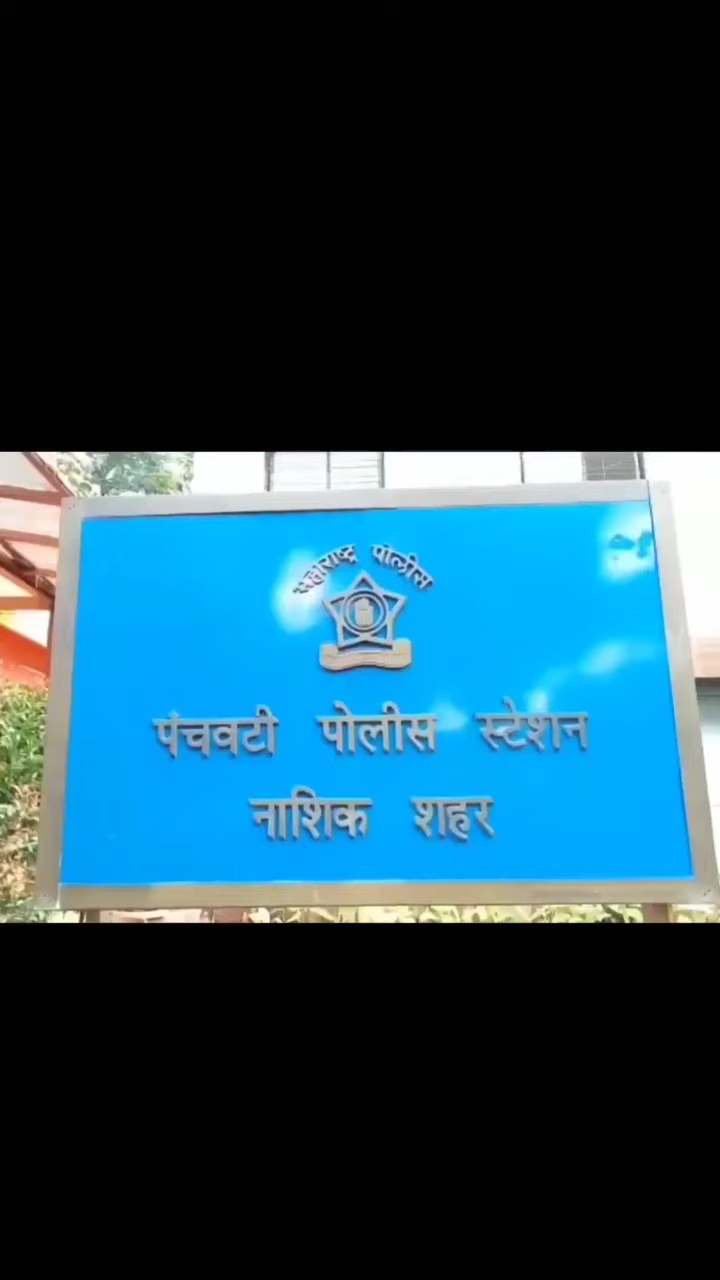 महाराष्ट्र पोलीस
पंचवटी पोलीस स्टेशन
नाशिक शहर